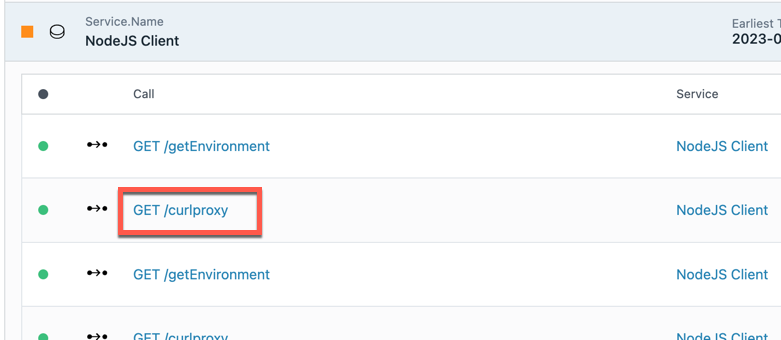 Service.Name
NodeJS Client
Earliest T
2023-0
Call Service
GET /getEnvironment NodeJS Client
GET /curlproxy NodeJS Client
GET /getEnvironment NodeJS Client
GET /curlproxy NodeJS Client